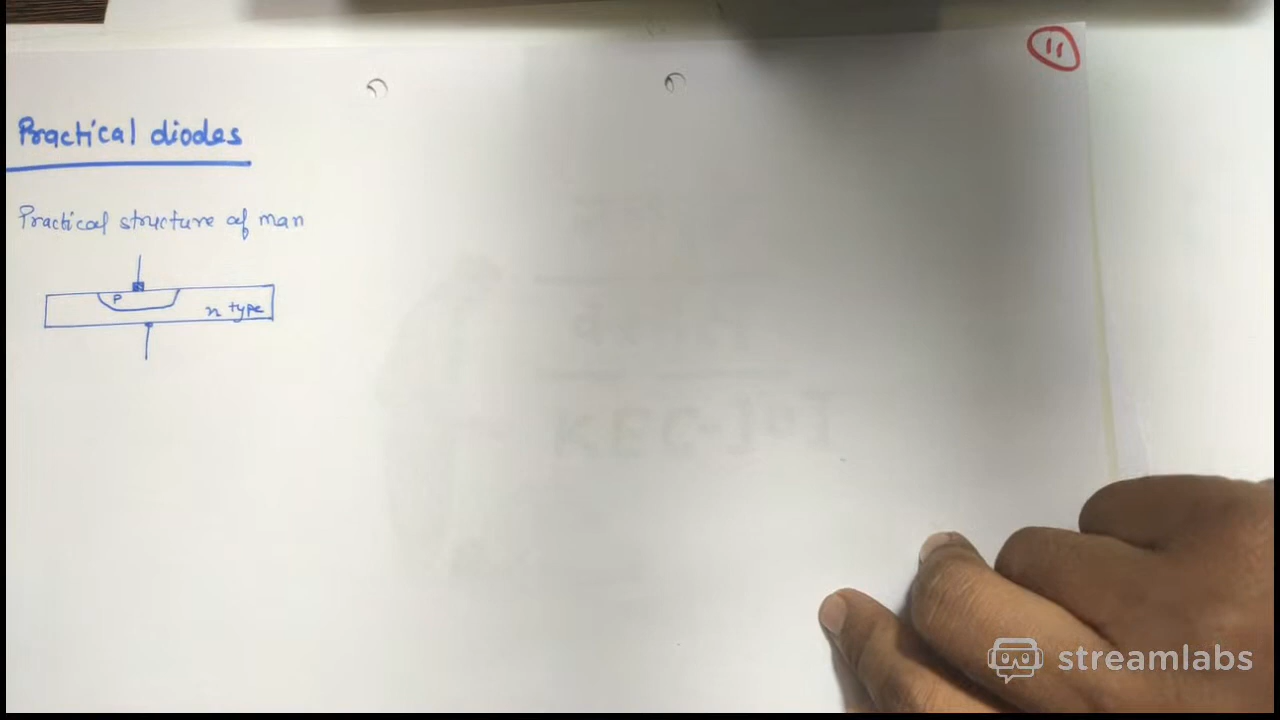 11
Practical diodes
Practical structure of man
P
n type
streamlabs